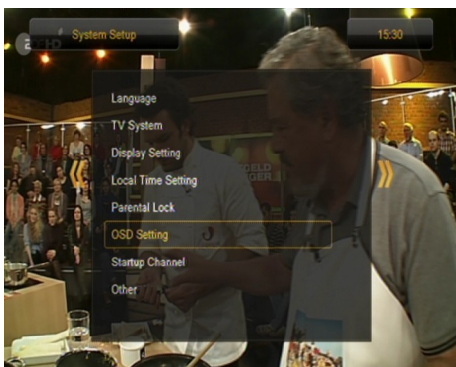 System Setup
15:30
Language
TV System
Display Setting
Local Time Setting
Parental Lock
OSD Setting
Startup Channel
Other